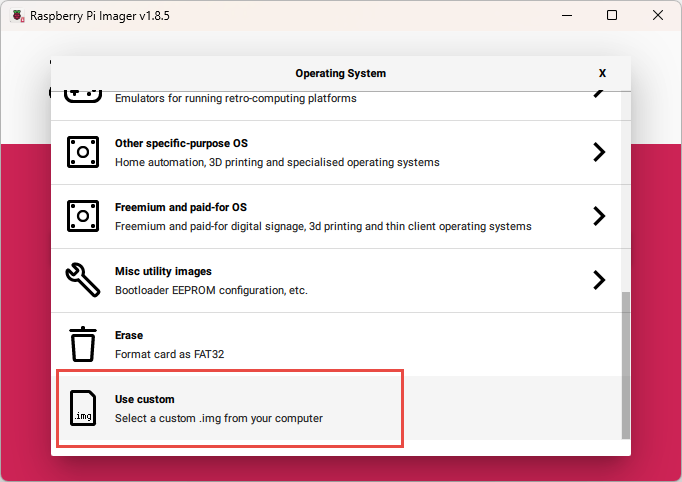 Raspberry Pi Imager v1.8.5
Operating System
X
Emulators for running retro-computing platforms
Other specific-purpose OS
Home automation, 3D printing and specialised operating systems
Freemium and paid-for OS
Freemium and paid-for digital signage, 3d printing and thin client operating systems
Misc utility images
Bootloader EEPROM configuration, etc.
Erase
Format card as FAT32
Use custom
.img
Select a custom .img from your computer